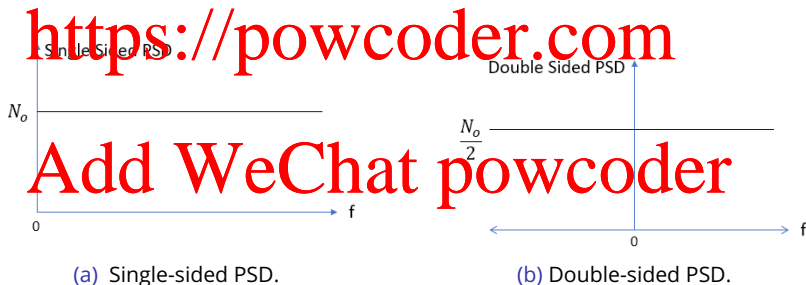 https://powcoder.com
Single Sided PSD
Double Sided PSD
N_o
N_o
2
Add WeChat powcoder
f
f
0
0
(a) Single-sided PSD.
(b) Double-sided PSD.